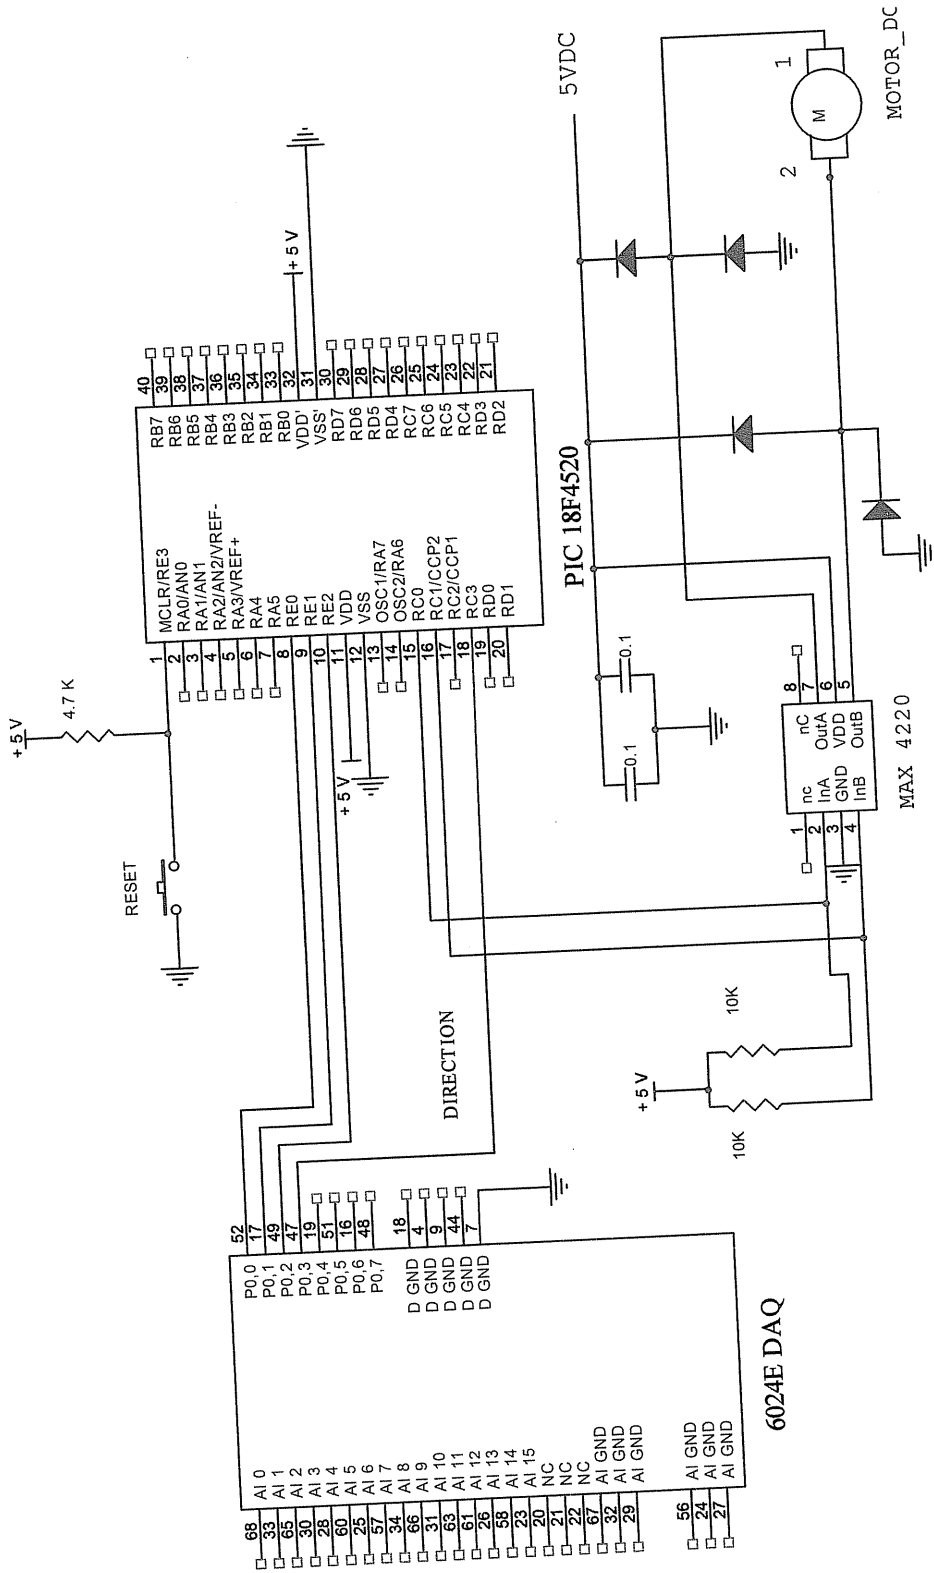 68 AI 0
33 AI 1
65 AI 2
30 AI 3
28 AI 4
60 AI 5
25 AI 6
57 AI 7
34 AI 8
66 AI 9
31 AI 10
63 AI 11
61 AI 12
26 AI 13
58 AI 14
23 AI 15
20 NC
21 NC
22 NC
67 AI GND
32 AI GND
29 AI GND
56 AI GND
24 AI GND
27 AI GND
P0,0 52
P0,1 17
P0,2 49
P0,3 47
P0,4 19
P0,5 51
P0,6 16
P0,7 48
D GND 18
D GND 4
D GND 9
D GND 44
D GND 7
6024E DAQ
DIRECTION
RESET
+ 5 V
4.7 K
+ 5 V
1 MCLR/RE3
2 RA0/AN0
3 RA1/AN1
4 RA2/AN2/VREF-
5 RA3/VREF+
6 RA4
7 RA5
8 RE0
9 RE1
10 RE2
11 VDD
12 VSS
13 OSC1/RA7
14 OSC2/RA6
15 RC0
16 RC1/CCP2
17 RC2/CCP1
18 RC3
19 RD0
20 RD1
RB7 40
RB6 39
RB5 38
RB4 37
RB3 36
RB2 35
RB1 34
RB0 33
VDD' 32
VSS' 31
RD7 30
RD6 29
RD5 28
RD4 27
RC7 26
RC6 25
RC5 24
RC4 23
RD3 22
RD2 21
+ 5 V
PIC 18F4520
+ 5 V
10K
10K
0.1
0.1
5VDC
1 nc
2 InA
3 GND
4 InB
nC 8
OutA 7
VDD 6
OutB 5
MAX 4220
2
M
1
MOTOR_DC